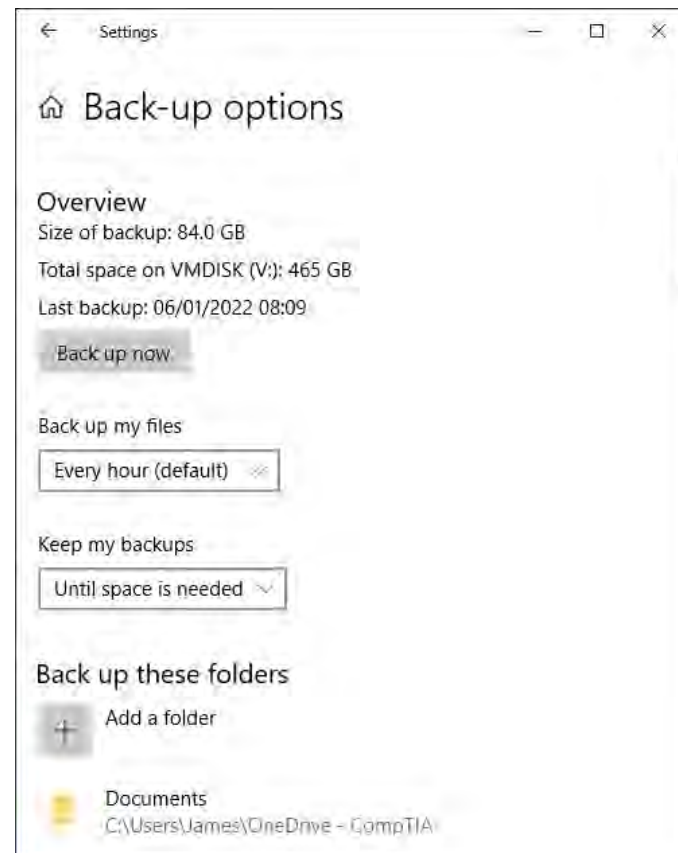 Settings
Back-up options
Overview
Size of backup: 84.0 GB
Total space on VMDISK (V:): 465 GB
Last backup: 06/01/2022 08:09
Back up now
Back up my files
Every hour (default)
Keep my backups
Until space is needed
Back up these folders
Add a folder
Documents
C:\Users\James\OneDrive - CompTIA